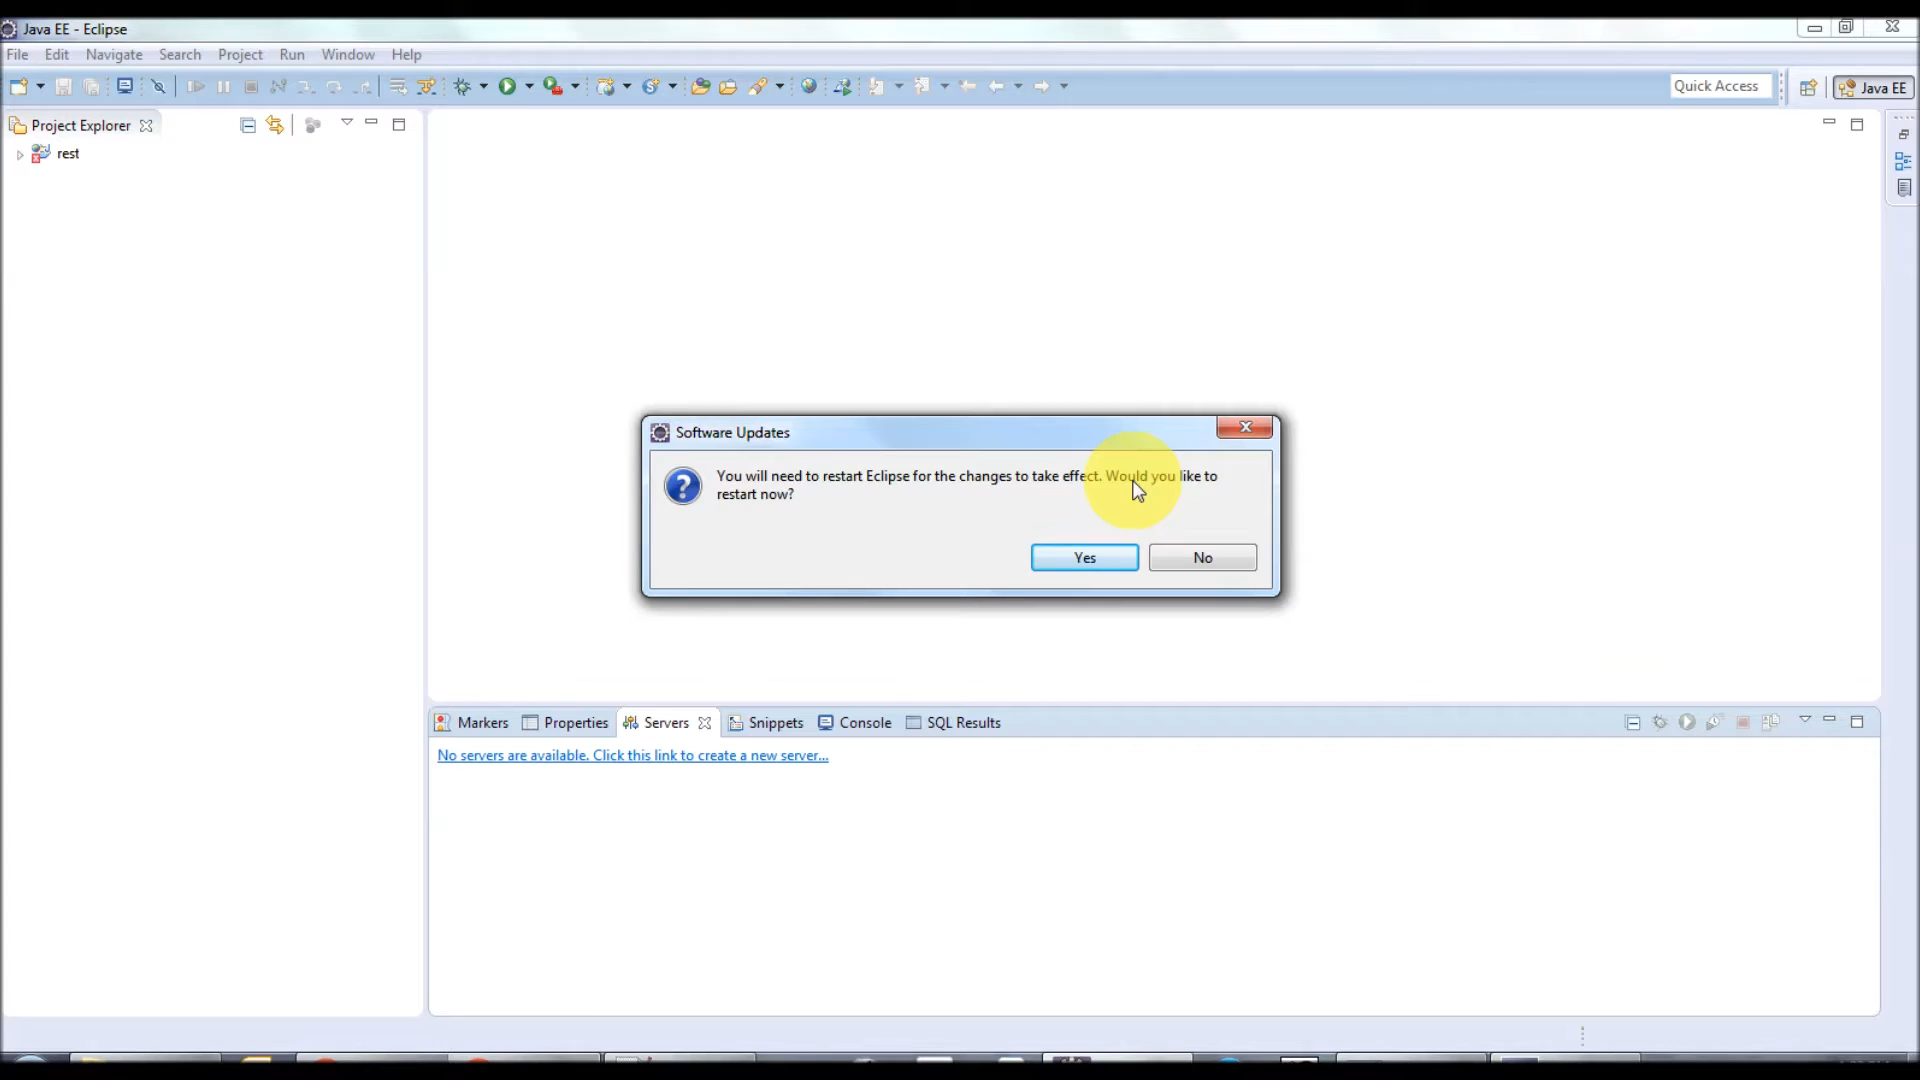 Java EE - Eclipse
File Edit Navigate Search Project Run Window Help
Quick Access
Java EE
Project Explorer
rest
Software Updates
You will need to restart Eclipse for the changes to take effect. Would you like to
restart now?
Yes No
Markers Properties Servers Snippets Console SQL Results
No servers are available. Click this link to create a new server...